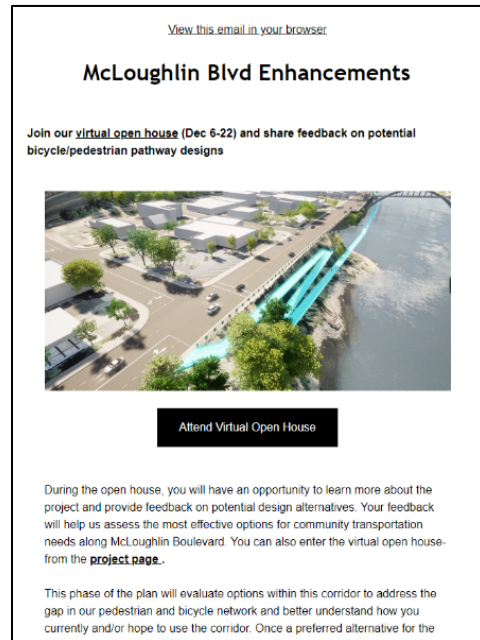 View this email in your browser
McLoughlin Blvd Enhancements
Join our virtual open house (Dec 6-22) and share feedback on potential
bicycle/pedestrian pathway designs
Attend Virtual Open House
During the open house, you will have an opportunity to learn more about the
project and provide feedback on potential design alternatives. Your feedback
will help us assess the most effective options for community transportation
needs along McLoughlin Boulevard. You can also enter the virtual open house-
from the project page .
This phase of the plan will evaluate options within this corridor to address the
gap in our pedestrian and bicycle network and better understand how you
currently and/or hope to use the corridor. Once a preferred alternative for the